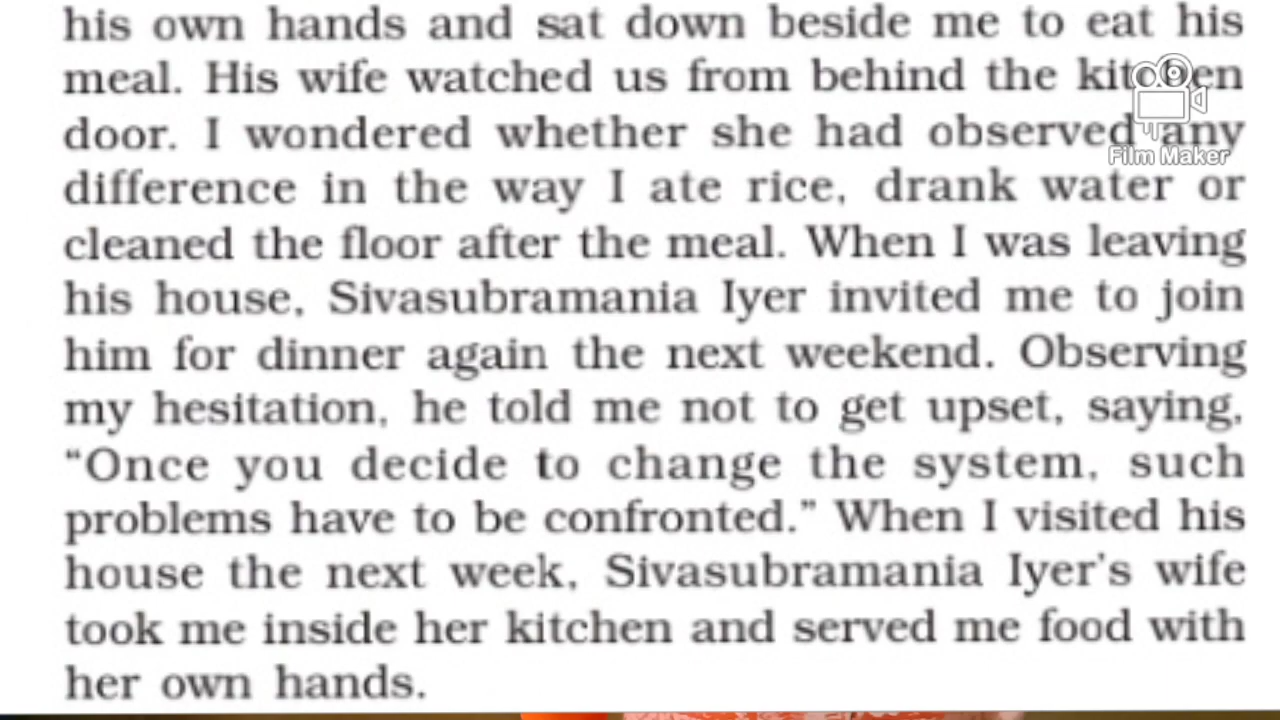 his own hands and sat down beside me to eat his
meal. His wife watched us from behind the kitchen
door. I wondered whether she had observed any
Film Maker
difference in the way I ate rice, drank water or
cleaned the floor after the meal. When I was leaving
his house, Sivasubramania Iyer invited me to join
him for dinner again the next weekend. Observing
my hesitation, he told me not to get upset, saying,
“Once you decide to change the system, such
problems have to be confronted.” When I visited his
house the next week, Sivasubramania Iyer’s wife
took me inside her kitchen and served me food with
her own hands.